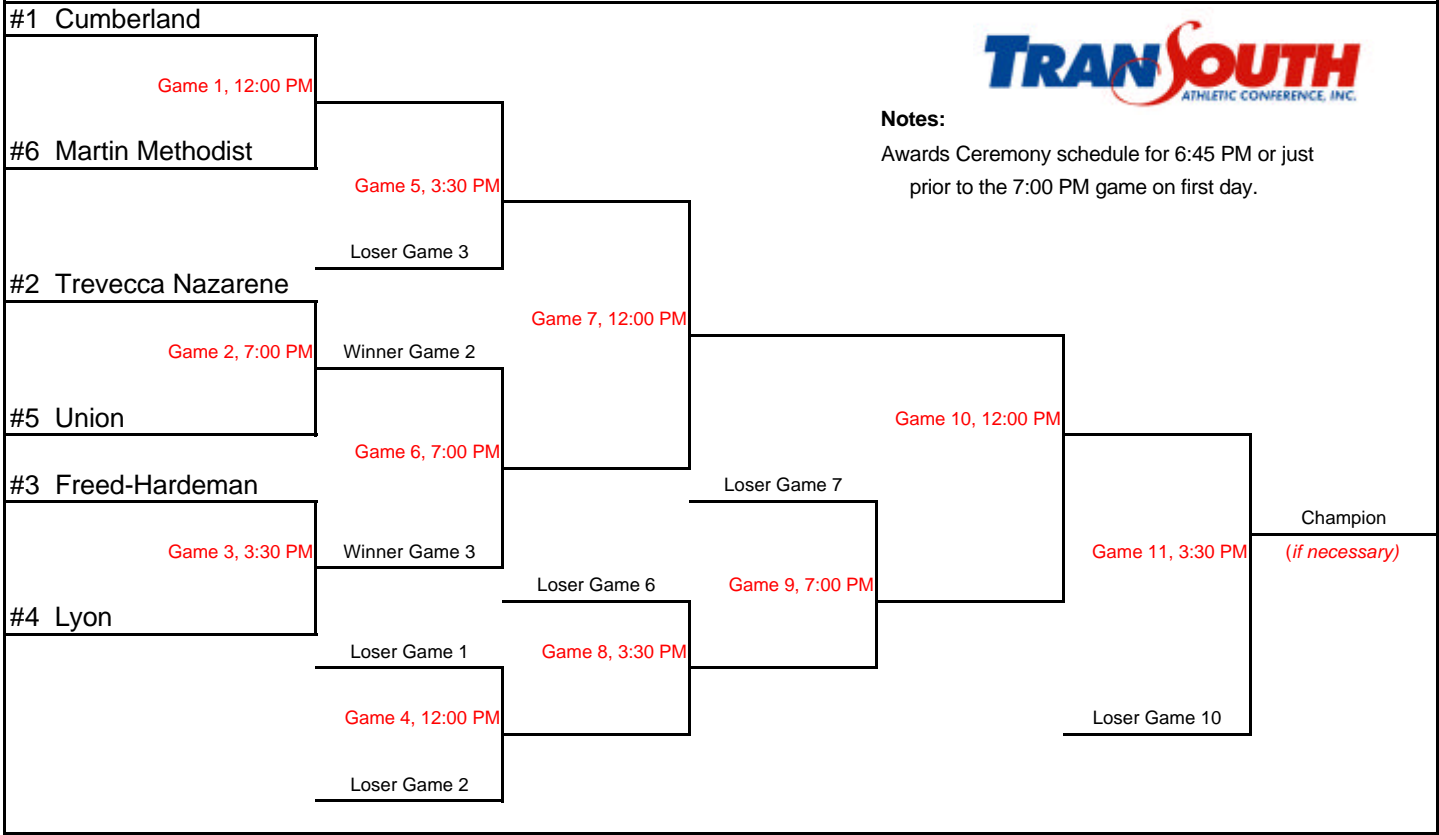 #1 Cumberland
TRANSOUTH
ATHLETIC CONFERENCE, INC.
Game 1, 12:00 PM
Notes:
#6 Martin Methodist
Awards Ceremony schedule for 6:45 PM or just
prior to the 7:00 PM game on first day.
Game 5, 3:30 PM
Loser Game 3
#2 Trevecca Nazarene
Game 7, 12:00 PM
Game 2, 7:00 PM
Winner Game 2
#5 Union
Game 10, 12:00 PM
Game 6, 7:00 PM
#3 Freed-Hardeman
Loser Game 7
Champion
Game 3, 3:30 PM
Winner Game 3
Game 11, 3:30 PM
(if necessary)
Loser Game 6
Game 9, 7:00 PM
#4 Lyon
Loser Game 1
Game 8, 3:30 PM
Game 4, 12:00 PM
Loser Game 10
Loser Game 2